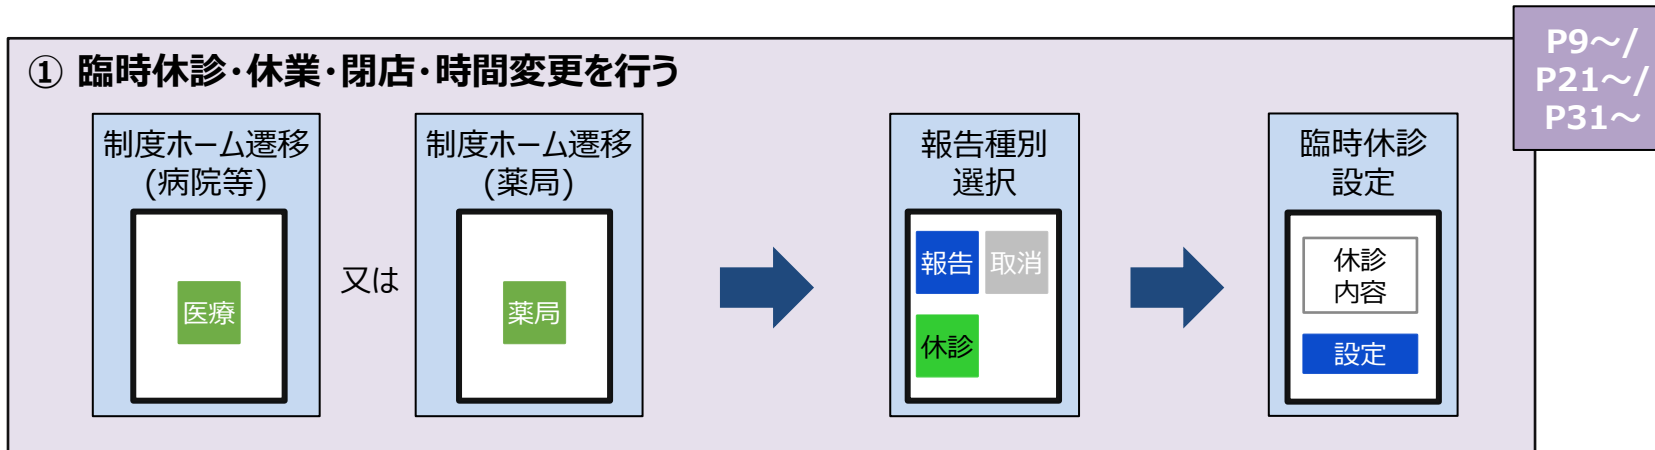 P9～/
P21～/
P31～
① 臨時休診・休業・閉店・時間変更を行う
制度ホーム遷移
(病院等)
医療
又は
制度ホーム遷移
(薬局)
薬局
報告種別
選択
報告
取消
休診
臨時休診
設定
休診
内容
設定